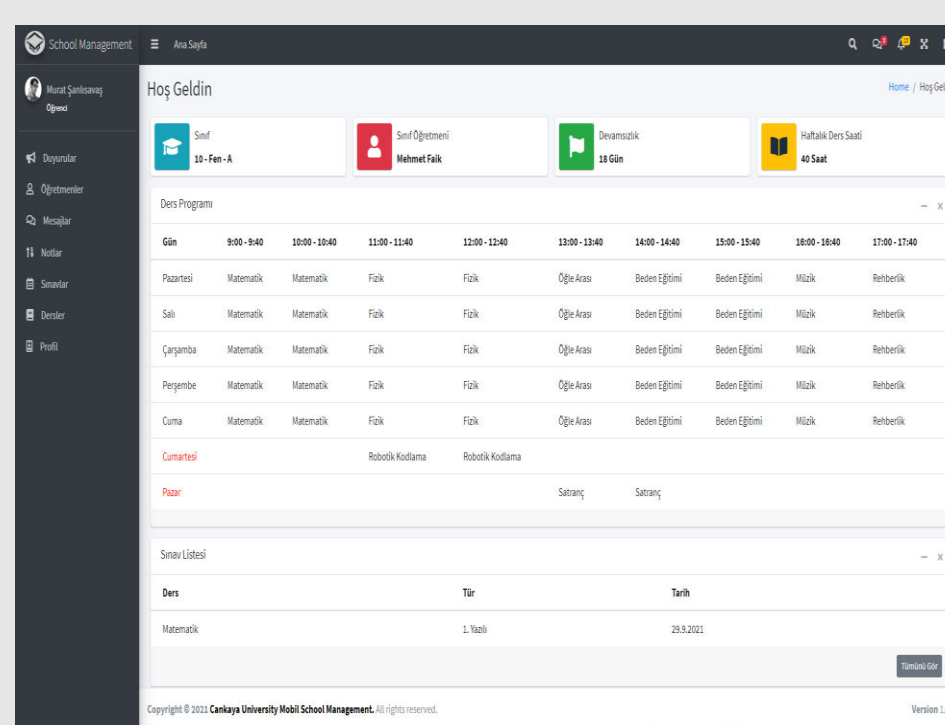 School Management
Ana Sayfa
Murat Şanlısavaş
Öğrenci
Duyurular
Öğretmenler
Mesajlar
Notlar
Sınavlar
Dersler
Profil
Hoş Geldin
Home / Hoş Gel
Sınıf
10 - Fen - A
Sınıf Öğretmeni
Mehmet Faik
Devamsızlık
18 Gün
Haftalık Ders Saati
40 Saat
Ders Programı
Gün 9:00 - 9:40 10:00 - 10:40 11:00 - 11:40 12:00 - 12:40 13:00 - 13:40 14:00 - 14:40 15:00 - 15:40 16:00 - 16:40 17:00 - 17:40
Pazartesi Matematik Matematik Fizik Fizik Öğle Arası Beden Eğitimi Beden Eğitimi Müzik Rehberlik
Salı Matematik Matematik Fizik Fizik Öğle Arası Beden Eğitimi Beden Eğitimi Müzik Rehberlik
Çarşamba Matematik Matematik Fizik Fizik Öğle Arası Beden Eğitimi Beden Eğitimi Müzik Rehberlik
Perşembe Matematik Matematik Fizik Fizik Öğle Arası Beden Eğitimi Beden Eğitimi Müzik Rehberlik
Cuma Matematik Matematik Fizik Fizik Öğle Arası Beden Eğitimi Beden Eğitimi Müzik Rehberlik
Cumartesi Robotik Kodlama Robotik Kodlama
Pazar Satranç Satranç
Sınav Listesi
Ders Tür Tarih
Matematik 1. Yazılı 29.9.2021
Tümünü Gör
Copyright © 2021 Cankaya University Mobil School Management. All rights reserved.
Version 1.